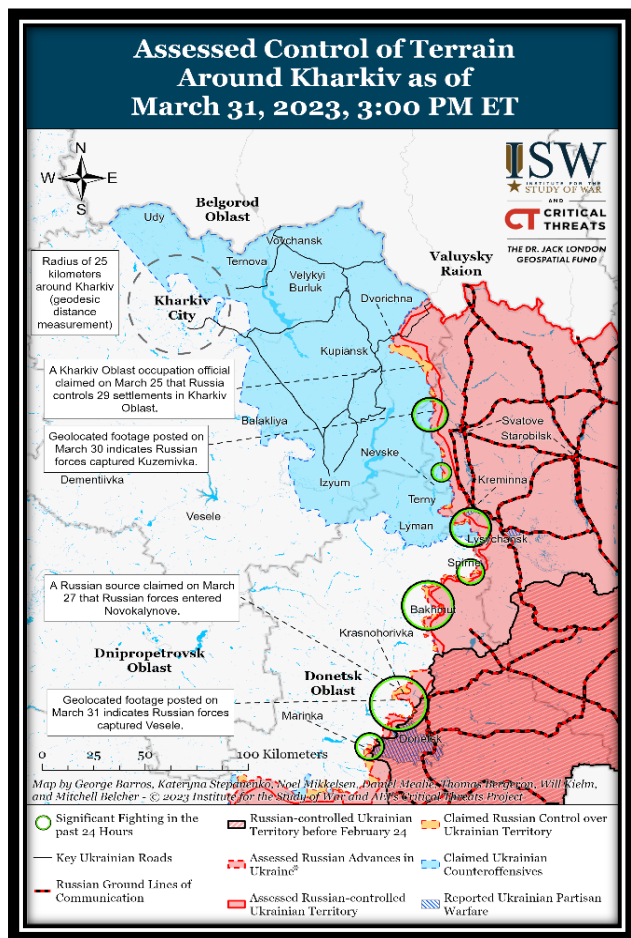 Assessed Control of Terrain
Around Kharkiv as of
March 31, 2023, 3:00 PM ET
N
W
E
S
ISW
INSTITUTE FOR THE
STUDY OF WAR
AND
CT CRITICAL
THREATS
THE DR. JACK LONDON
GEOSPATIAL FUND
Belgorod
Oblast
Udy
Vovchansk
Ternova
Valuysky
Raion
Radius of 25
kilometers
around Kharkiv
(geodesic
distance
measurement)
Velykyi
Burluk
Kharkiv
City
Dvorichna
Kupiansk
A Kharkiv Oblast occupation official
claimed on March 25 that Russia
controls 29 settlements in Kharkiv
Oblast.
Balakliya
Svatove
Starobilsk
Geolocated footage posted on
March 30 indicates Russian
forces captured Kuzemivka.
Nevske
Dementiivka
Izyum
Kreminna
Terny
Vesele
Lyman
Lysychansk
Spirne
A Russian source claimed on March
27 that Russian forces entered
Novokalynove.
Bakhmut
Krasnohorivka
Dnipropetrovsk
Oblast
Donetsk
Oblast
Geolocated footage posted on
March 31 indicates Russian forces
captured Vesele.
Marinka
Donetsk
0 25 50 100 Kilometers
Map by George Barros, Kateryna Stepanenko, Noel Mikkelsen, Daniel Mealie, Thomas Bergeron, Will Kielm,
and Mitchell Belcher - © 2023 Institute for the Study of War and AEI'S Critical Threats Project
Significant Fighting in the
past 24 Hours
Key Ukrainian Roads
Russian Ground Lines of
Communication
Russian-controlled Ukrainian
Territory before February 24
Assessed Russian Advances in
Ukraine*
Assessed Russian-controlled
Ukrainian Territory
Claimed Russian Control over
Ukrainian Territory
Claimed Ukrainian
Counteroffensives
Reported Ukrainian Partisan
Warfare